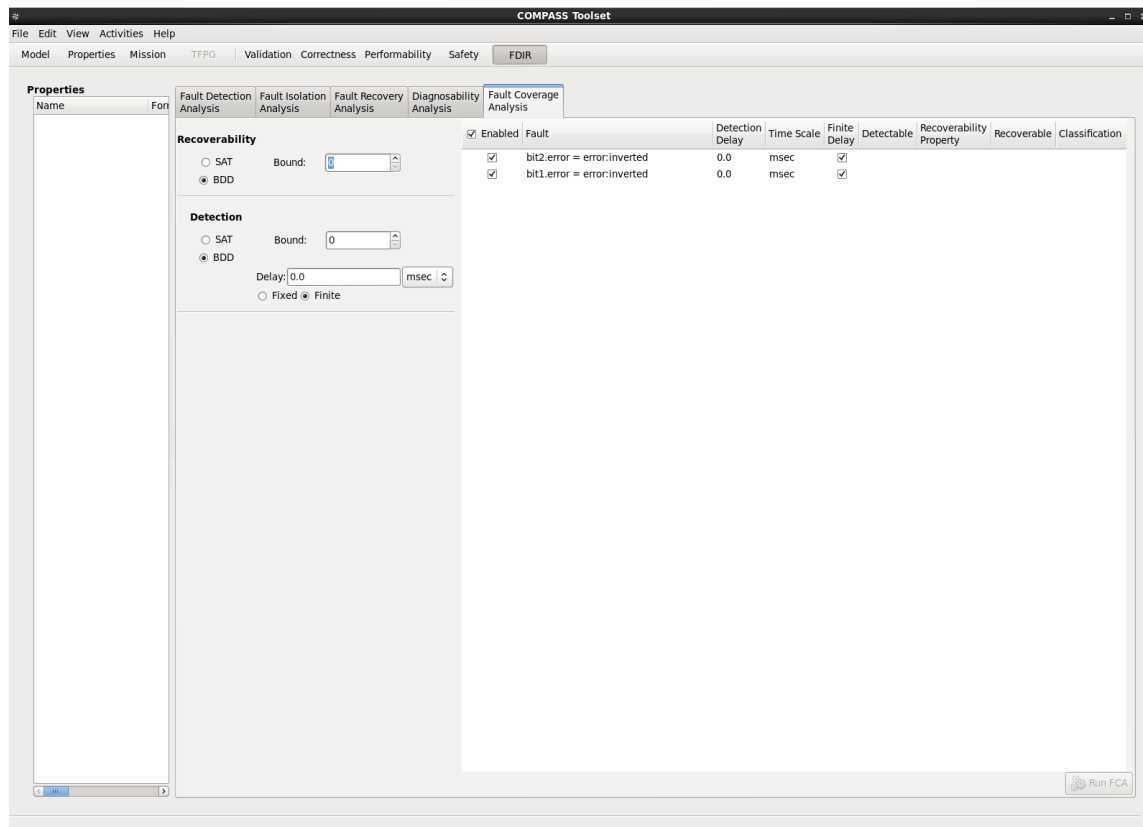 COMPASS Toolset
File Edit View Activities Help
Model Properties Mission TFPG Validation Correctness Performability Safety FDIR
Properties
Name
Fault Detection Analysis
Fault Isolation Analysis
Fault Recovery Analysis
Diagnosability Analysis
Fault Coverage Analysis
Recoverability
SAT Bound: 0
BDD
Detection
SAT Bound: 0
BDD
Delay: 0.0 msec
Fixed Finite
Enabled Fault Detection Delay Time Scale Finite Delay Detectable Recoverability Property Recoverable Classification
bit2.error = error:inverted 0.0 msec
bit1.error = error:inverted 0.0 msec
Run FCA